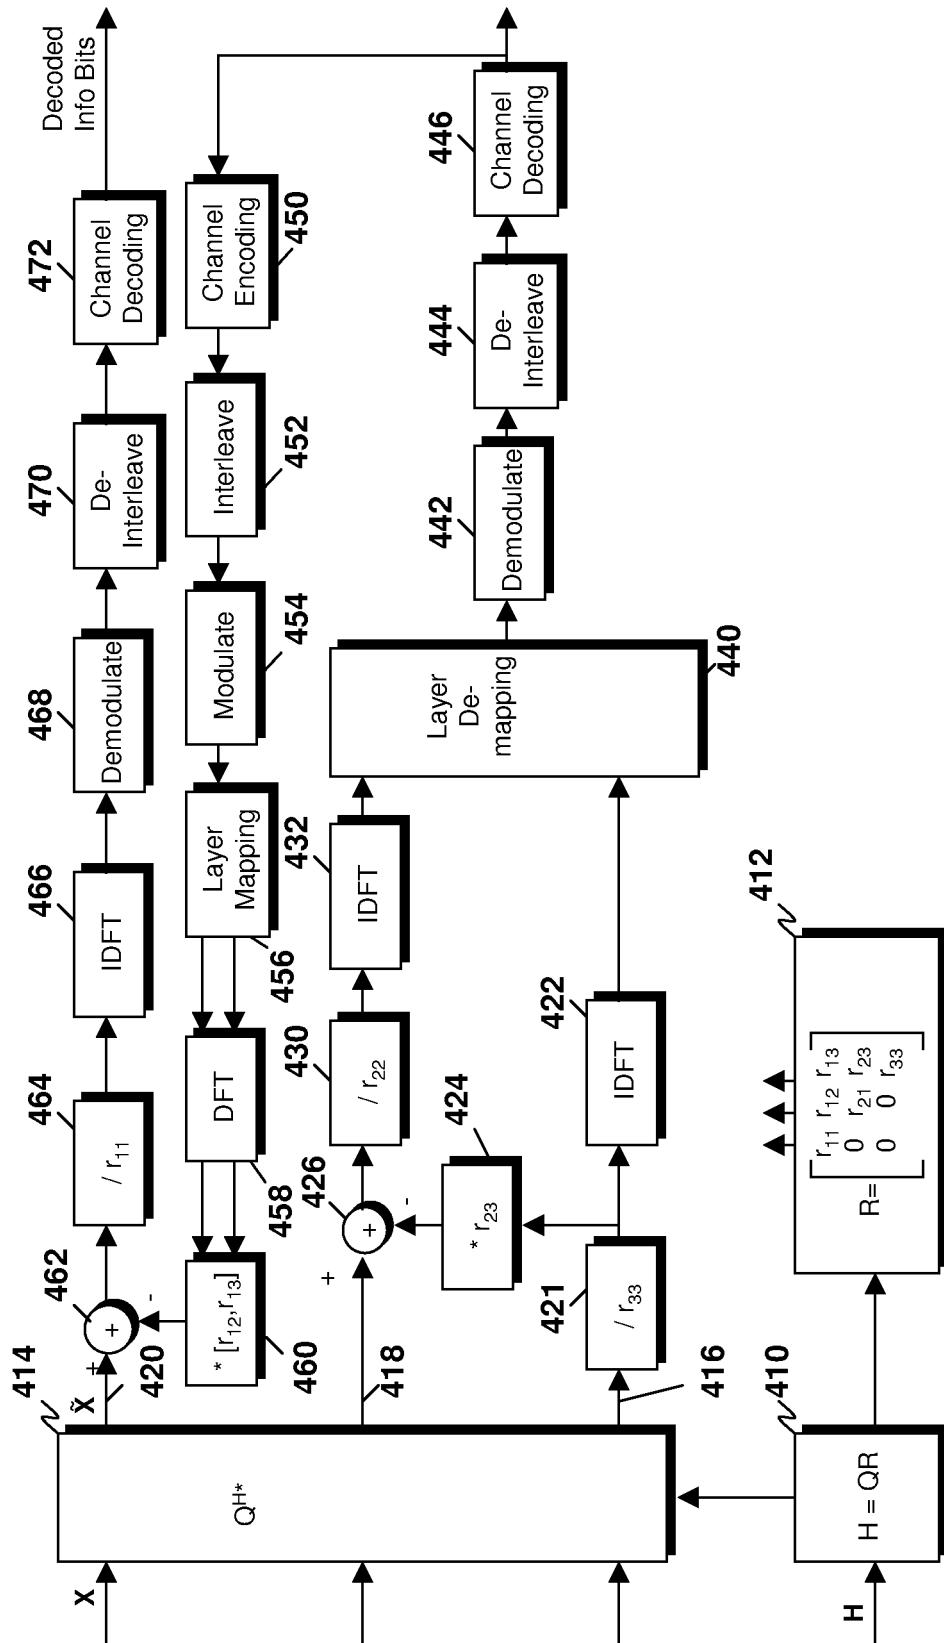 X
Q^H*
414
X̃
+
420
462
+
-
* [r12,r13]
460
464
/ r11
466
IDFT
468
Demodulate
470
De-
Interleave
472
Channel
Decoding
Decoded
Info Bits
458
DFT
456
Layer
Mapping
454
Modulate
452
Interleave
450
Channel
Encoding
418
+
426
+
-
430
/ r22
432
IDFT
424
* r23
416
421
/ r33
422
IDFT
440
Layer
De-
mapping
442
Demodulate
444
De-
Interleave
446
Channel
Decoding
H
410
H = QR
412
R=
r11 r12 r13
0 r21 r23
0 0 r33